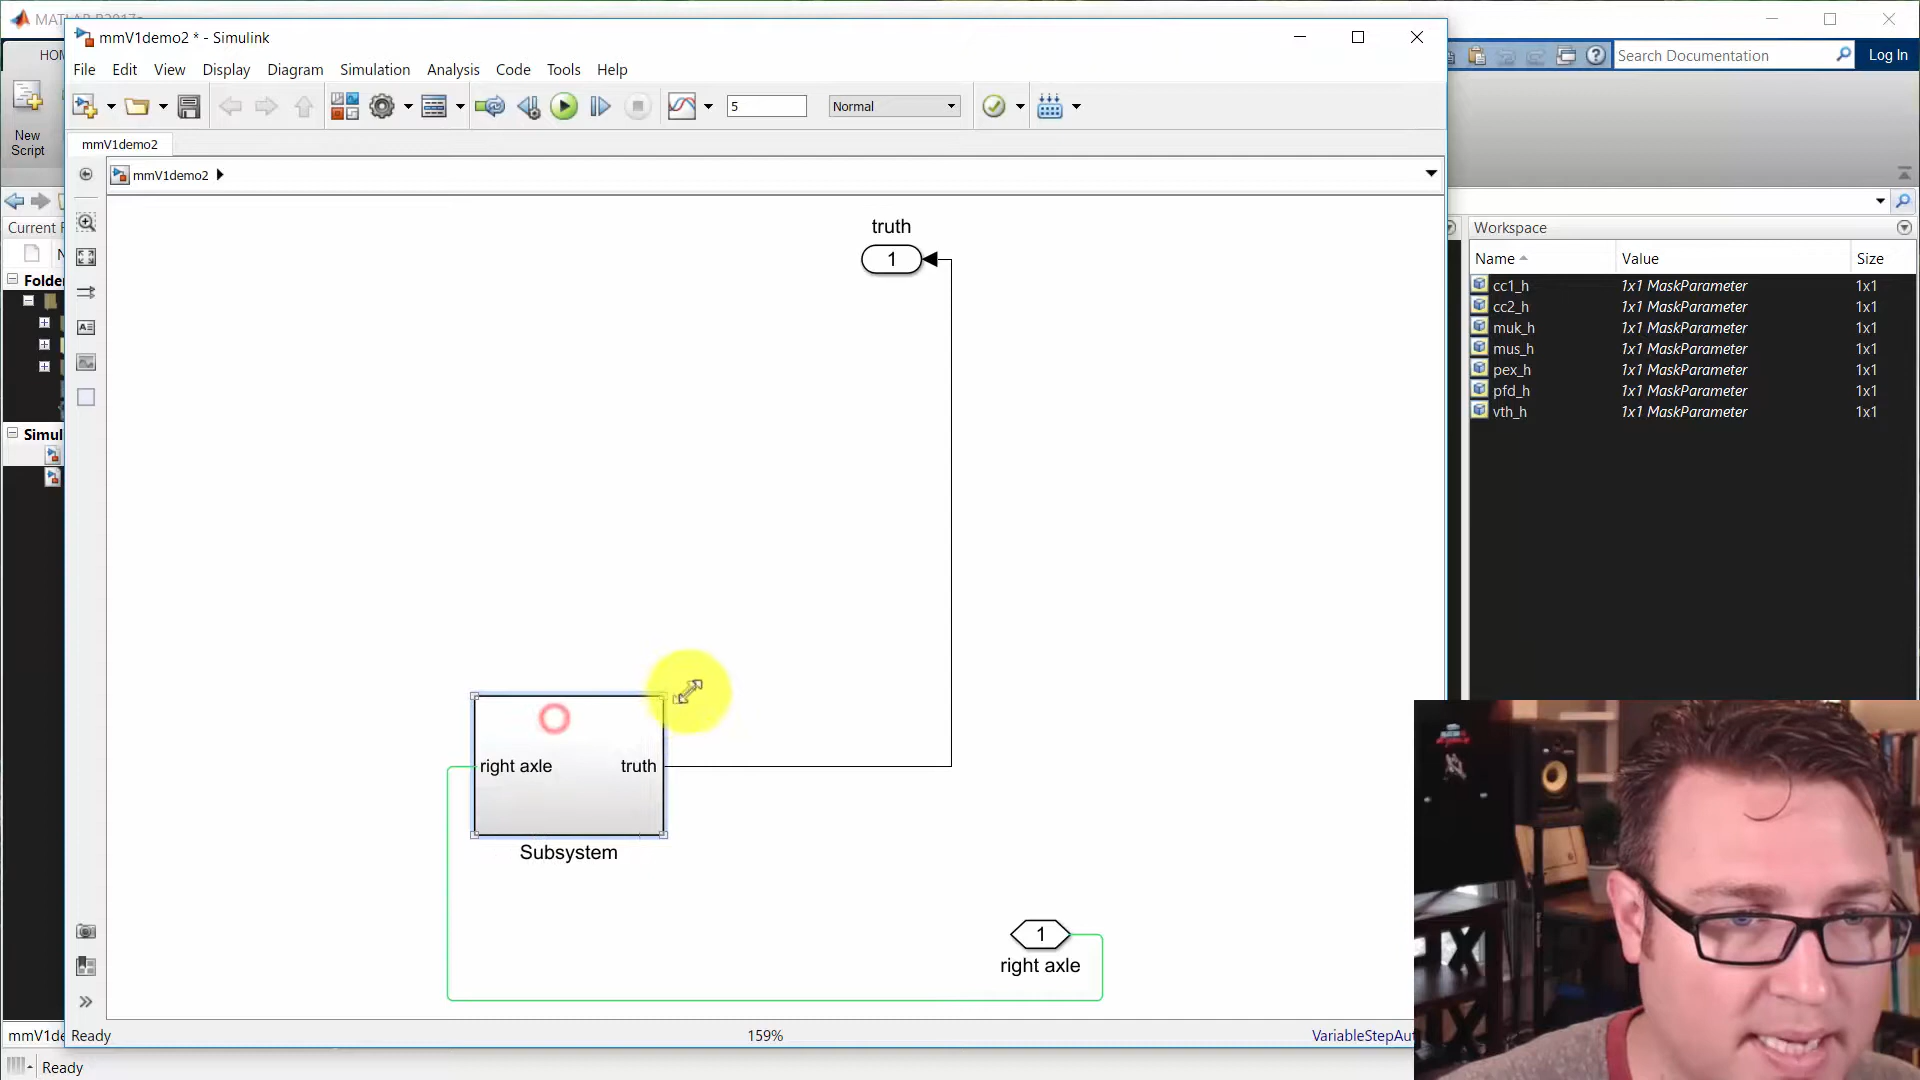 mmV1demo2 * - Simulink
File Edit View Display Diagram Simulation Analysis Code Tools Help
Search Documentation
Log In
New
Script
5
Normal
mmV1demo2
mmV1demo2
Workspace
Name Value Size
cc1_h 1x1 MaskParameter 1x1
cc2_h 1x1 MaskParameter 1x1
muk_h 1x1 MaskParameter 1x1
mus_h 1x1 MaskParameter 1x1
pex_h 1x1 MaskParameter 1x1
pfd_h 1x1 MaskParameter 1x1
vth_h 1x1 MaskParameter 1x1
Current
Folde
Simul
truth
1
right axle truth
Subsystem
1
right axle
Ready 159% VariableStepAut
mmV1de
Ready